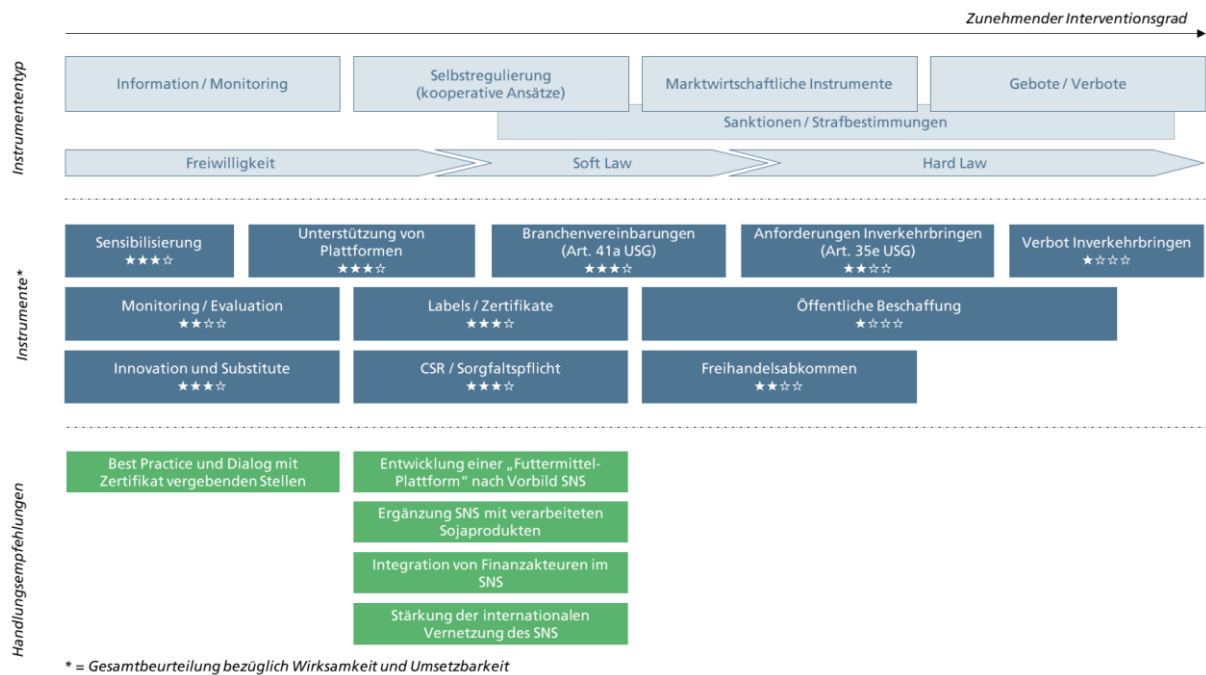 Zunehmender Interventionsgrad
Instrumententyp
Information / Monitoring
Selbstregulierung
(kooperative Ansätze)
Marktwirtschaftliche Instrumente
Gebote / Verbote
Sanktionen / Strafbestimmungen
Freiwilligkeit
Soft Law
Hard Law
Instrumente*
Sensibilisierung
★★★☆
Unterstützung von
Plattformen
★★★☆
Branchenvereinbarungen
(Art. 41a USG)
★★★☆
Anforderungen Inverkehrbringen
(Art. 35e USG)
★★☆☆
Verbot Inverkehrbringen
★☆☆☆
Monitoring / Evaluation
★★☆☆
Labels / Zertifikate
★★★☆
Öffentliche Beschaffung
★☆☆☆
Innovation und Substitute
★★★☆
CSR / Sorgfaltspflicht
★★★☆
Freihandelsabkommen
★★☆☆
Handlungsempfehlungen
Best Practice und Dialog mit
Zertifikat vergebenden Stellen
Entwicklung einer „Futtermittel-
Plattform“ nach Vorbild SNS
Ergänzung SNS mit verarbeiteten
Sojaprodukten
Integration von Finanzakteuren im
SNS
Stärkung der internationalen
Vernetzung des SNS
* = Gesamtbeurteilung bezüglich Wirksamkeit und Umsetzbarkeit